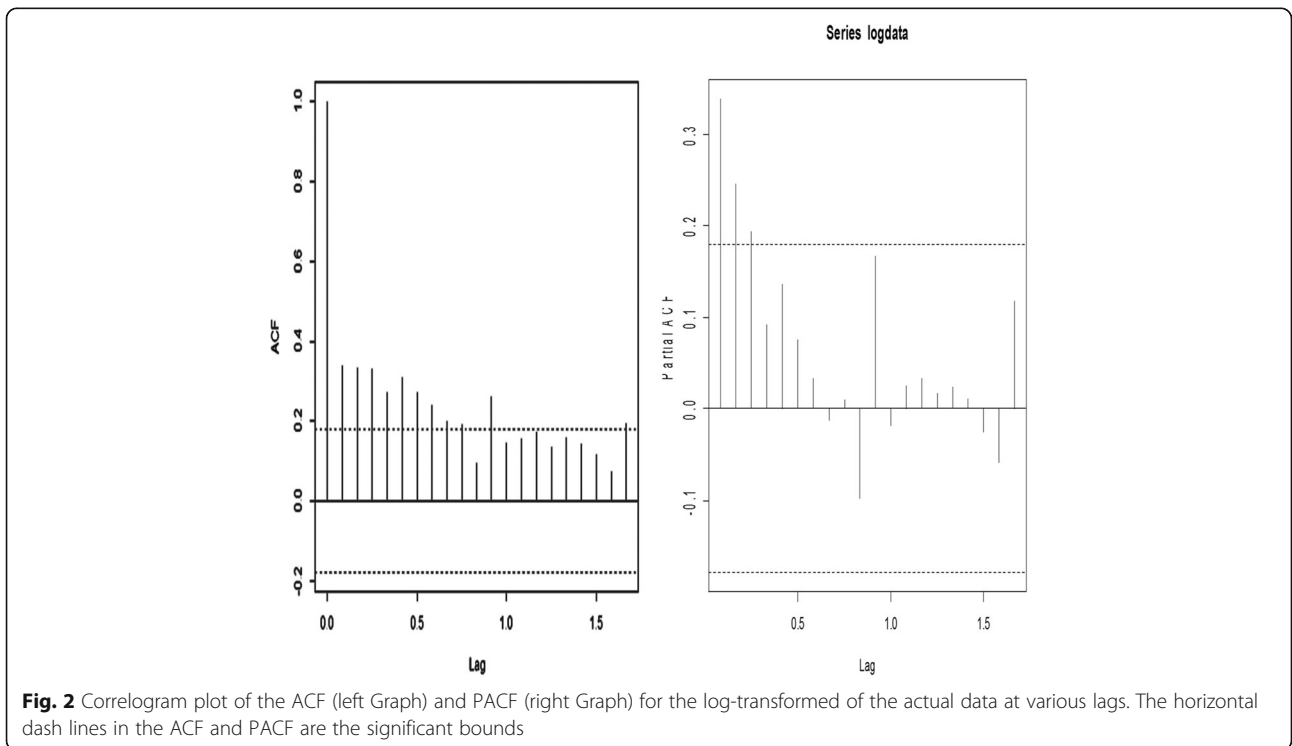 Series logdata
ACF
1.0
0.8
0.6
0.4
0.2
0.0
-0.2
0.0 0.5 1.0 1.5
Lag
Partial ACF
0.3
0.2
0.1
0.0
-0.1
0.5 1.0 1.5
Lag
Fig. 2 Correlogram plot of the ACF (left Graph) and PACF (right Graph) for the log-transformed of the actual data at various lags. The horizontal
dash lines in the ACF and PACF are the significant bounds